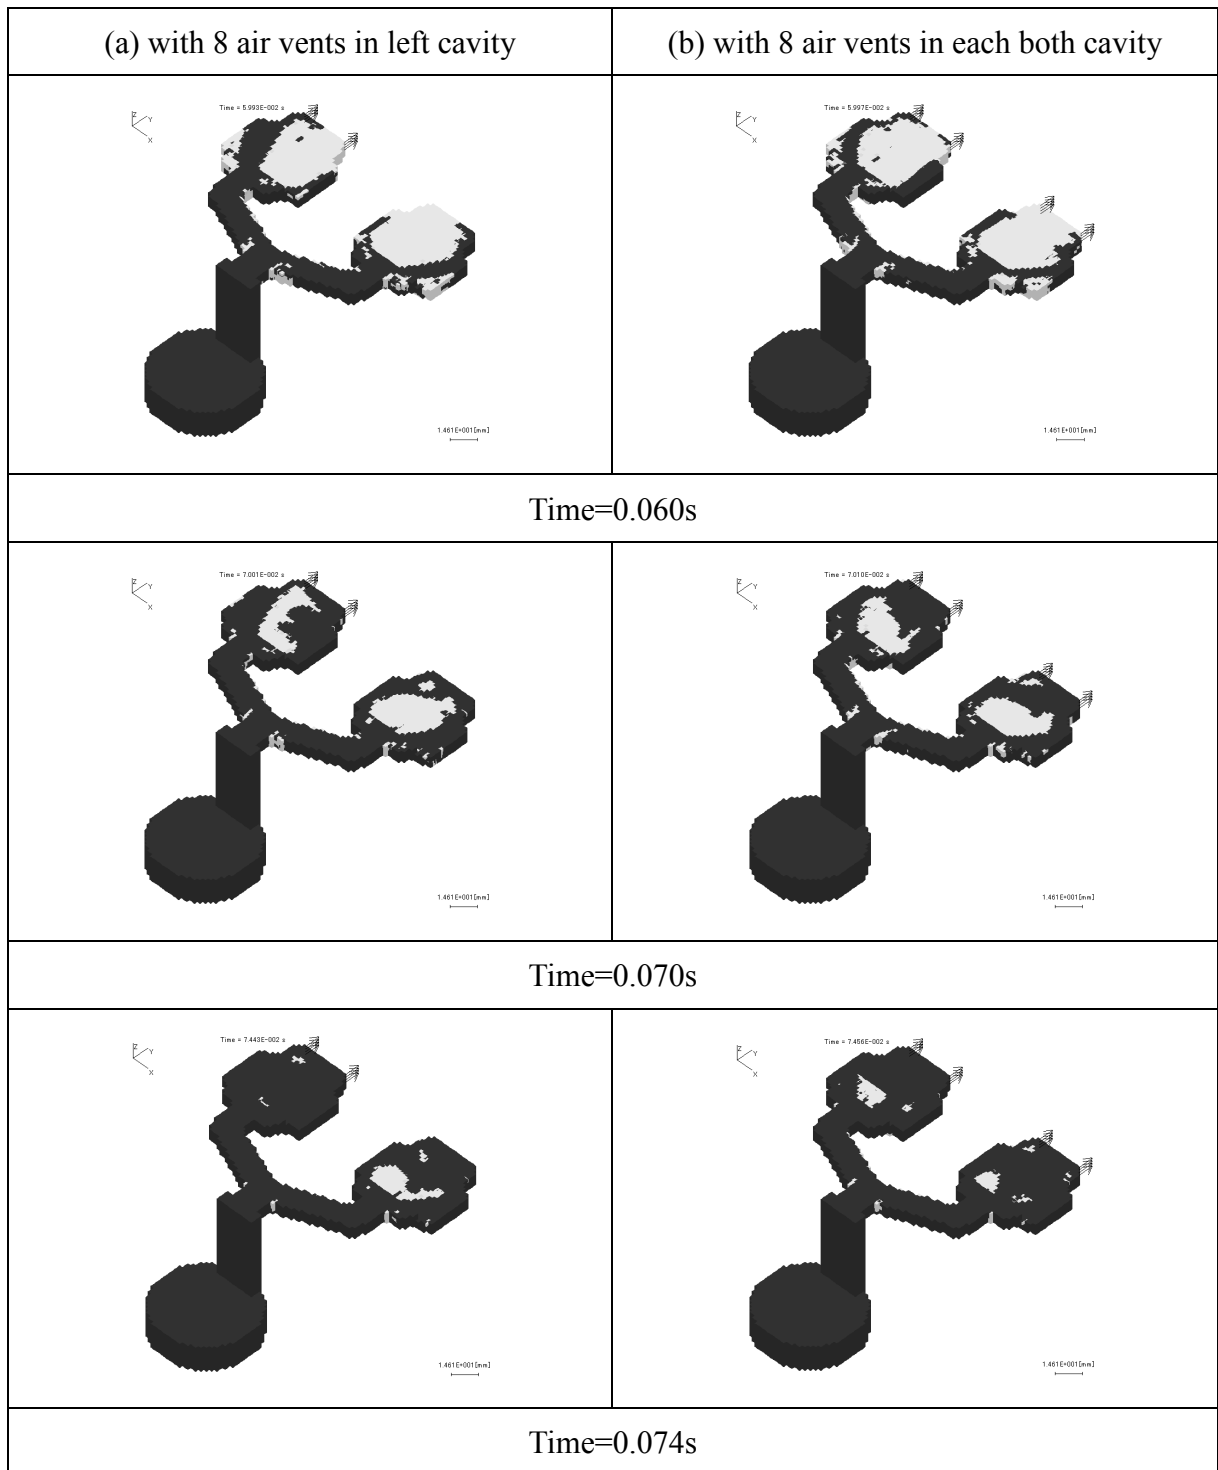 (a) with 8 air vents in left cavity
(b) with 8 air vents in each both cavity
Time = 5.993E-002 s
Z
Y
X
1.461E+001[mm]
Time = 5.997E-002 s
Z
Y
X
1.461E+001[mm]
Time=0.060s
Time = 7.001E-002 s
Z
Y
X
1.461E+001[mm]
Time = 7.010E-002 s
Z
Y
X
1.461E+001[mm]
Time=0.070s
Time = 7.443E-002 s
Z
Y
X
1.461E+001[mm]
Time = 7.456E-002 s
Z
Y
X
1.461E+001[mm]
Time=0.074s